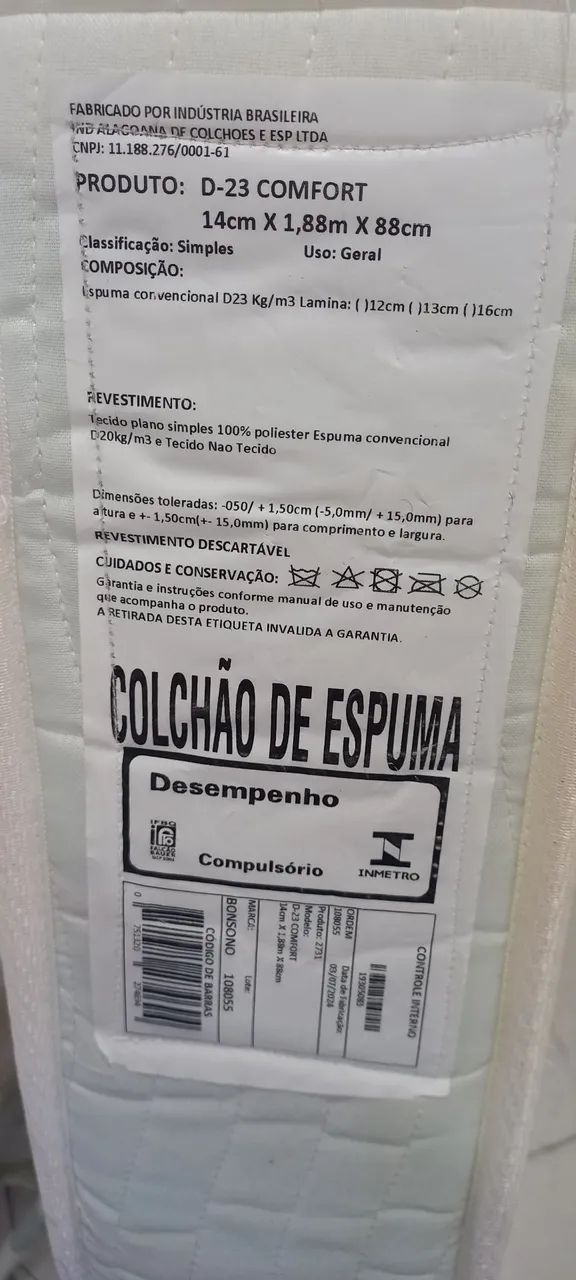 FABRICADO POR INDÚSTRIA BRASILEIRA
IND ALAGOANA DE COLCHOES E ESP LTDA
CNPJ: 11.188.276/0001-61
PRODUTO: D-23 COMFORT
14cm X 1,88m X 88cm
Classificação: Simples Uso: Geral
COMPOSIÇÃO:
Espuma convencional D23 Kg/m3 Lamina: ( )12cm ( )13cm ( )16cm
REVESTIMENTO:
Tecido plano simples 100% poliester Espuma convencional
D20kg/m3 e Tecido Nao Tecido
Dimensões toleradas: -050/ + 1,50cm (-5,0mm/ + 15,0mm) para
altura e +- 1,50cm(+- 15,0mm) para comprimento e largura.
REVESTIMENTO DESCARTÁVEL
CUIDADOS E CONSERVAÇÃO:
Garantia e instruções conforme manual de uso e manutenção
que acompanha o produto.
A RETIRADA DESTA ETIQUETA INVALIDA A GARANTIA.
COLCHÃO DE ESPUMA
Desempenho
IFBQ
FALCÃO
BAUER
Compulsório
INMETRO
CONTROLE INTERNO
19305085
ORDEM
108055
Data de Fabricação:
03/07/2024
Produto: 2731
Modelo:
D-23 COMFORT
14cm X 1,88m X 88cm
MARCA: Lote:
BONSONO 108055
CODIGO DE BARRAS